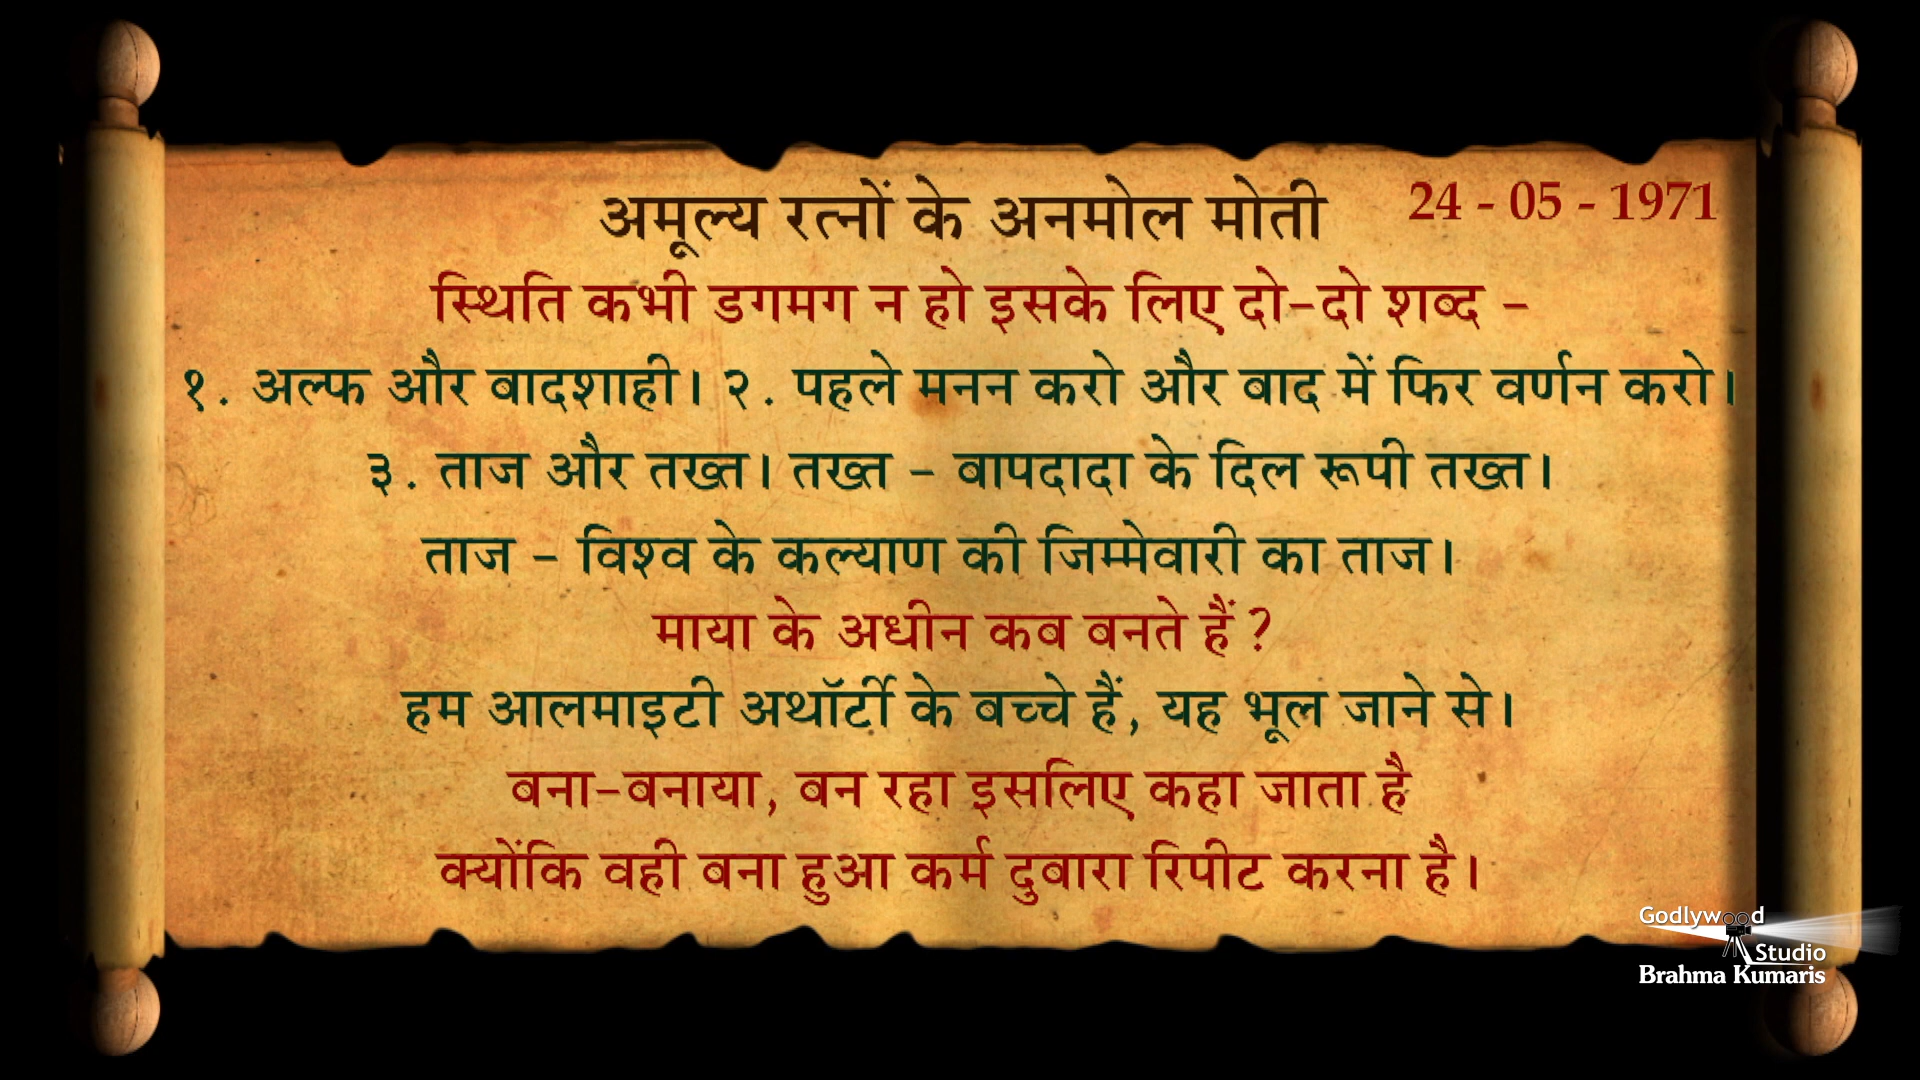 अमूल्य रत्नों के अनमोल मोती 24 - 05 - 1971
स्थिति कभी डगमग न हो इसके लिए दो-दो शब्द -
१. अल्फ और बादशाही। २. पहले मनन करो और बाद में फिर वर्णन करो।
३. ताज और तख्त। तख्त - बापदादा के दिल रूपी तख्त।
ताज - विश्व के कल्याण की जिम्मेवारी का ताज।
माया के अधीन कब बनते हैं?
हम आलमाइटी अथॉर्टी के बच्चे हैं, यह भूल जाने से।
बना-बनाया, बन रहा इसलिए कहा जाता है
क्योंकि वही बना हुआ कर्म दुबारा रिपीट करना है।
Godlywood
Studio
Brahma Kumaris